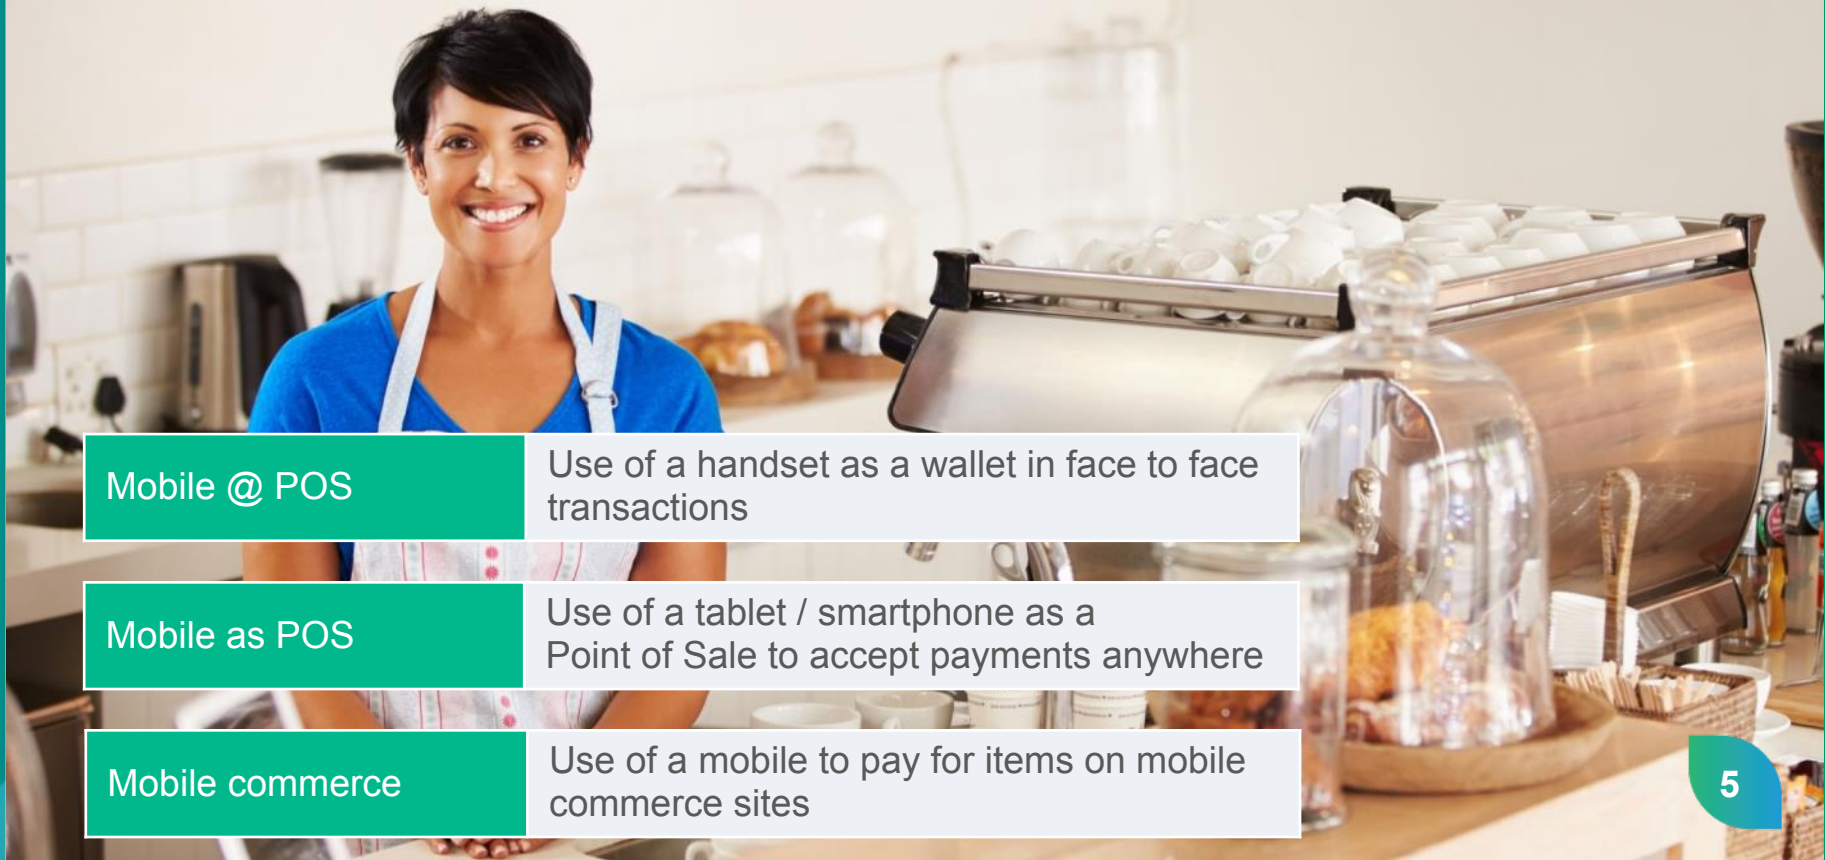 Mobile @ POS
Use of a handset as a wallet in face to face
transactions
Mobile as POS
Use of a tablet / smartphone as a
Point of Sale to accept payments anywhere
Mobile commerce
Use of a mobile to pay for items on mobile
commerce sites
5